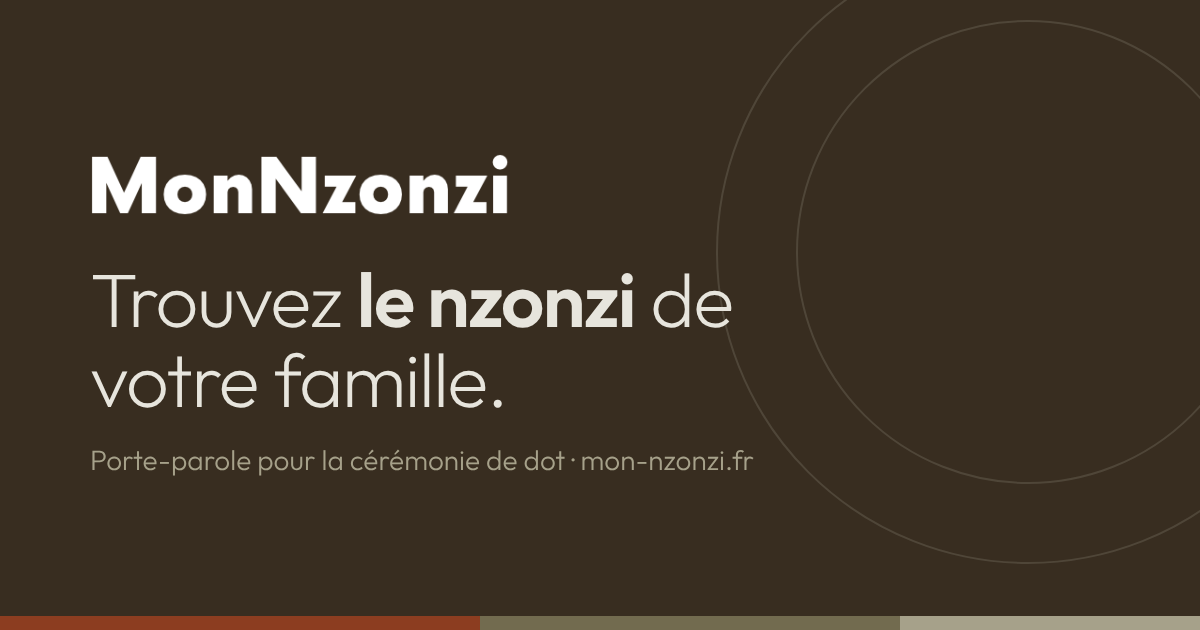 MonNzonzi
Trouvez le nzonzi de
votre famille.
Porte-parole pour la cérémonie de dot · mon-nzonzi.fr